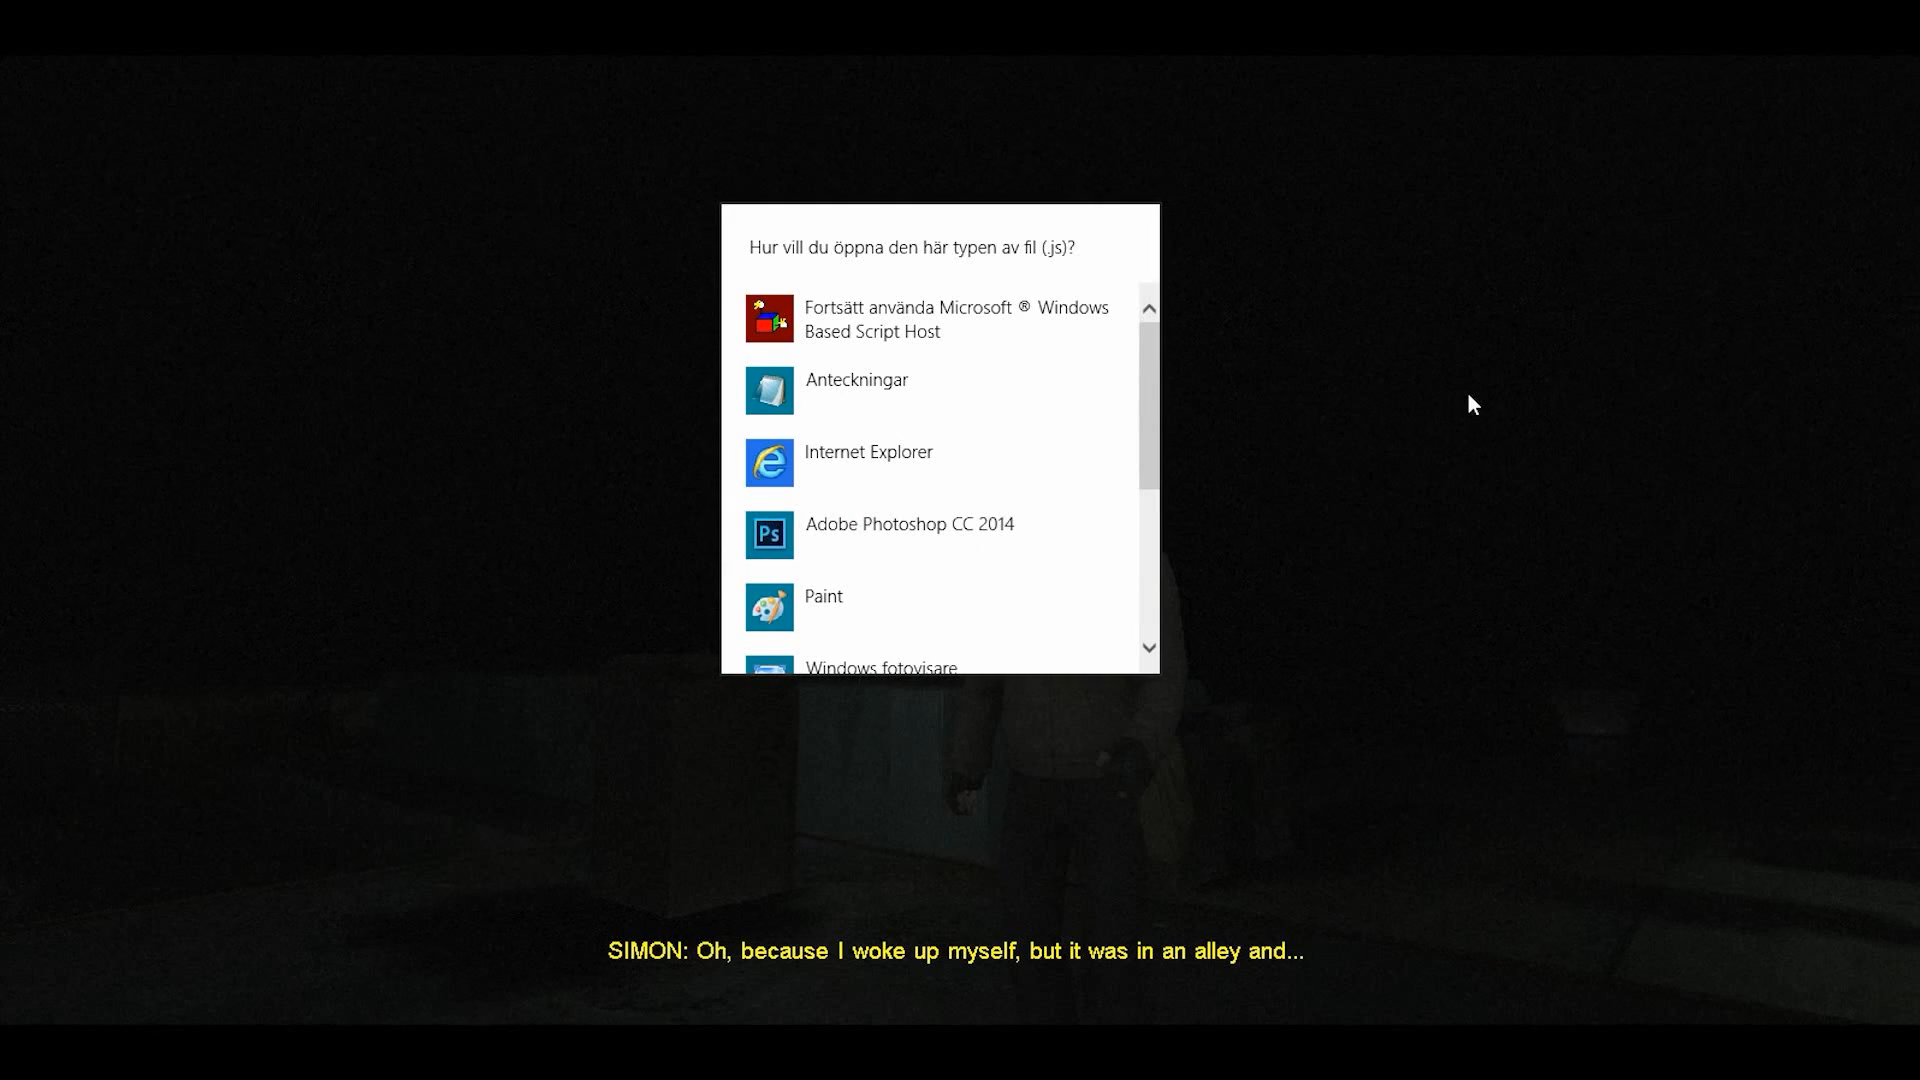 Hur vill du öppna den här typen av fil (.js)?
Fortsätt använda Microsoft ® Windows
Based Script Host
Anteckningar
Internet Explorer
Ps
Adobe Photoshop CC 2014
Paint
Windows fotovisare
SIMON: Oh, because I woke up myself, but it was in an alley and...